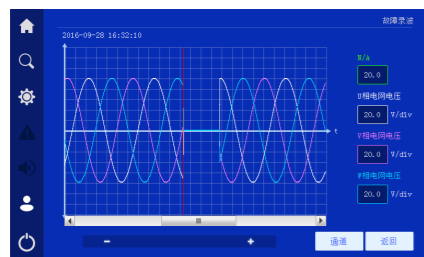 故障录波
2016-09-28 16:32:10
N/A
20.0
U相电网电压
20.0 V/div
V相电网电压
20.0 V/div
W相电网电压
20.0 V/div
t
- +
通道 返回